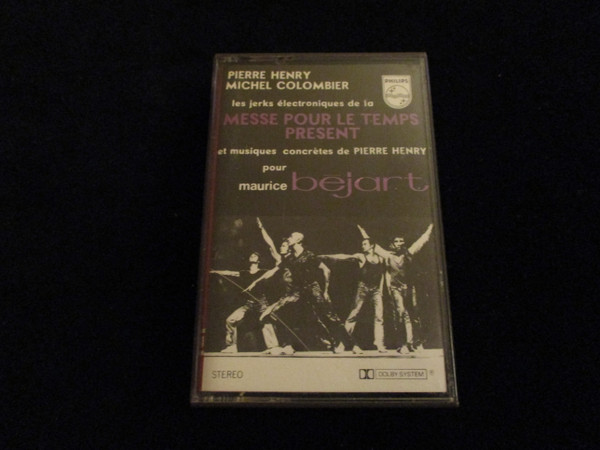 PIERRE HENRY
MICHEL COLOMBIER
PHILIPS
les jerks électroniques de la
MESSE POUR LE TEMPS
PRESENT
et musiques concrètes de PIERRE HENRY
pour
maurice bejart
STEREO
DOLBY SYSTEM ®